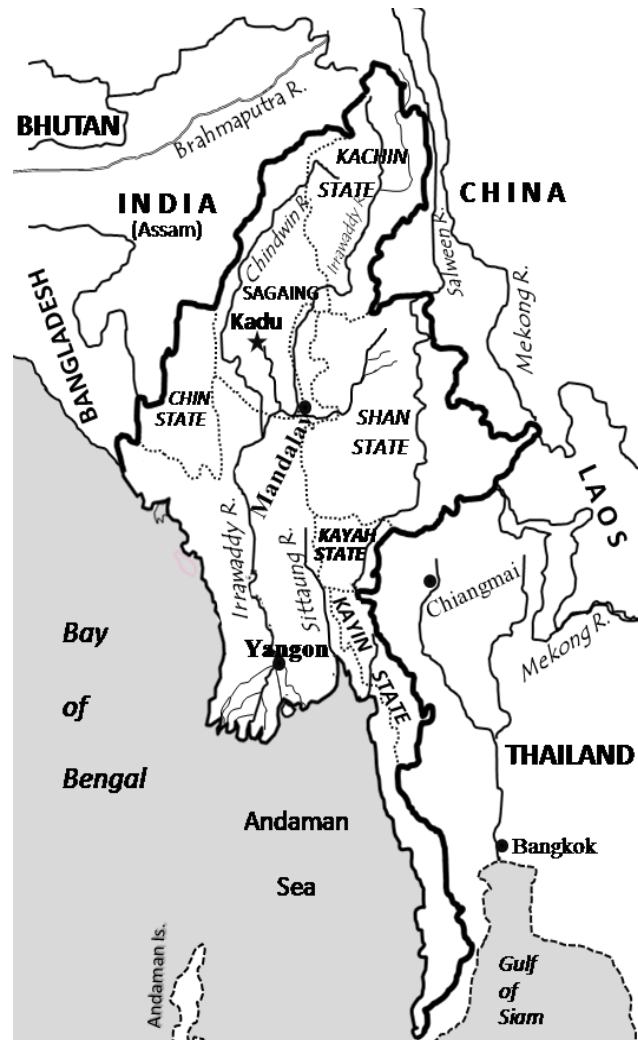 BHUTAN
Brahmaputra R.
KACHIN
STATE
CHINA
INDIA
(Assam)
Chindwin R.
Irrawaddy R.
Salween R.
Mekong R.
SAGAING
Kadu
BANGLADESH
CHIN
STATE
SHAN
STATE
Mandalay
LAOS
Irrawaddy R.
Sittaung R.
KAYAH
STATE
Chiangmai
KAYIN
STATE
Mekong R.
Bay
of
Bengal
Yangon
THAILAND
Andaman
Sea
Bangkok
Andaman Is.
Gulf
of
Siam